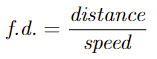 f.d. = distance / speed